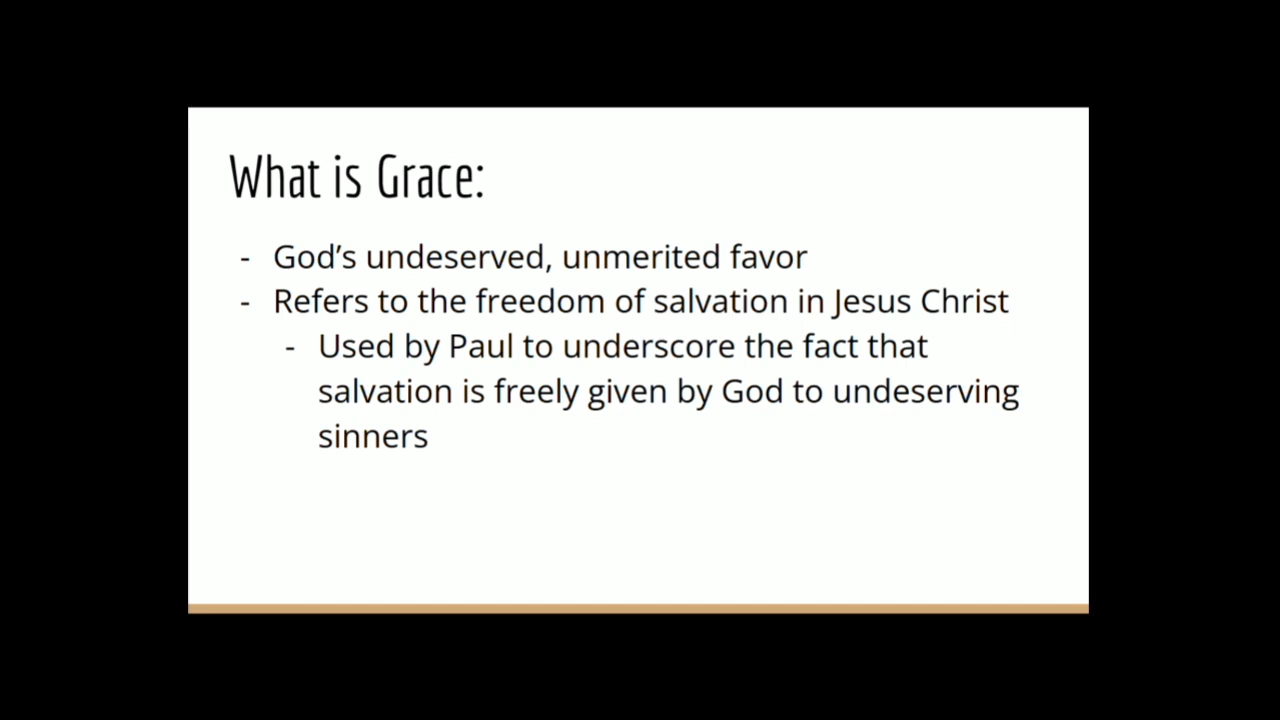 What is Grace:
- God’s undeserved, unmerited favor
- Refers to the freedom of salvation in Jesus Christ
- Used by Paul to underscore the fact that
salvation is freely given by God to undeserving
sinners